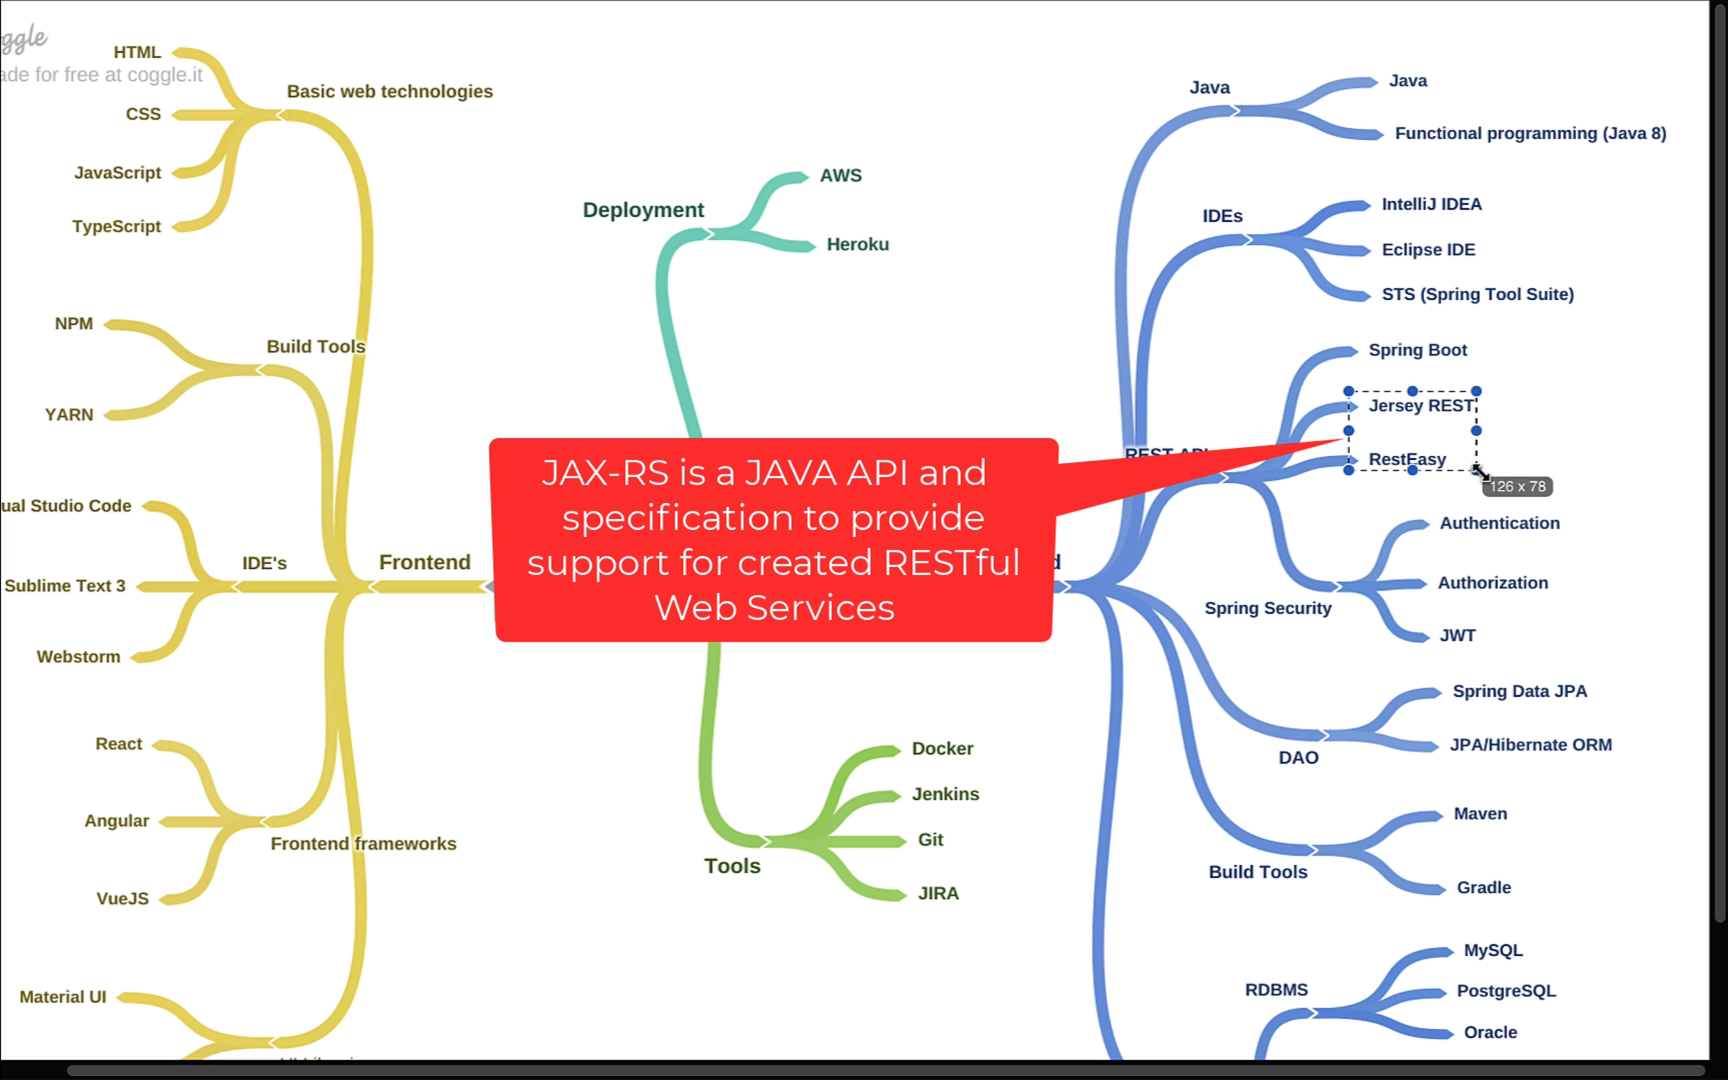 ggle
ade for free at coggle.it
HTML
CSS
JavaScript
TypeScript
Basic web technologies
NPM
YARN
Build Tools
ual Studio Code
Sublime Text 3
Webstorm
IDE's
Frontend
React
Angular
VueJS
Frontend frameworks
Material UI
Deployment
AWS
Heroku
JAX-RS is a JAVA API and
specification to provide
support for created RESTful
Web Services
Tools
Docker
Jenkins
Git
JIRA
d
Java
Java
Functional programming (Java 8)
IDEs
IntelliJ IDEA
Eclipse IDE
STS (Spring Tool Suite)
REST API
Spring Boot
Jersey REST
RestEasy
126 x 78
Spring Security
Authentication
Authorization
JWT
DAO
Spring Data JPA
JPA/Hibernate ORM
Build Tools
Maven
Gradle
RDBMS
MySQL
PostgreSQL
Oracle